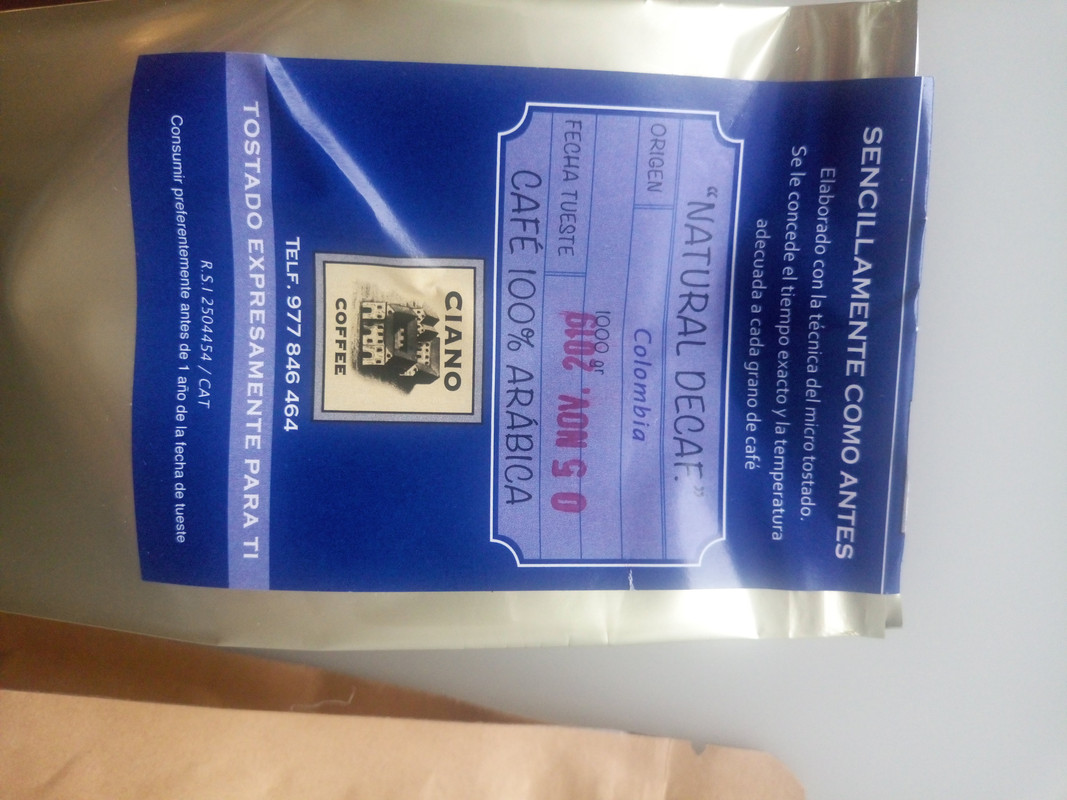 SENCILLAMENTE COMO ANTES
Elaborado con la técnica del micro tostado.
Se le concede el tiempo exacto y la temperatura
adecuada a cada grano de café
"NATURAL DECAF."
ORIGEN
Colombia
1000 gr
FECHA TUESTE
0 5 NOV. 2019
CAFÉ 100% ARÁBICA
CIANO
COFFEE
TELF. 977 846 464
TOSTADO EXPRESAMENTE PARA TI
R.S.I 250454 / CAT
Consumir preferentemente antes de 1 año de la fecha de tueste